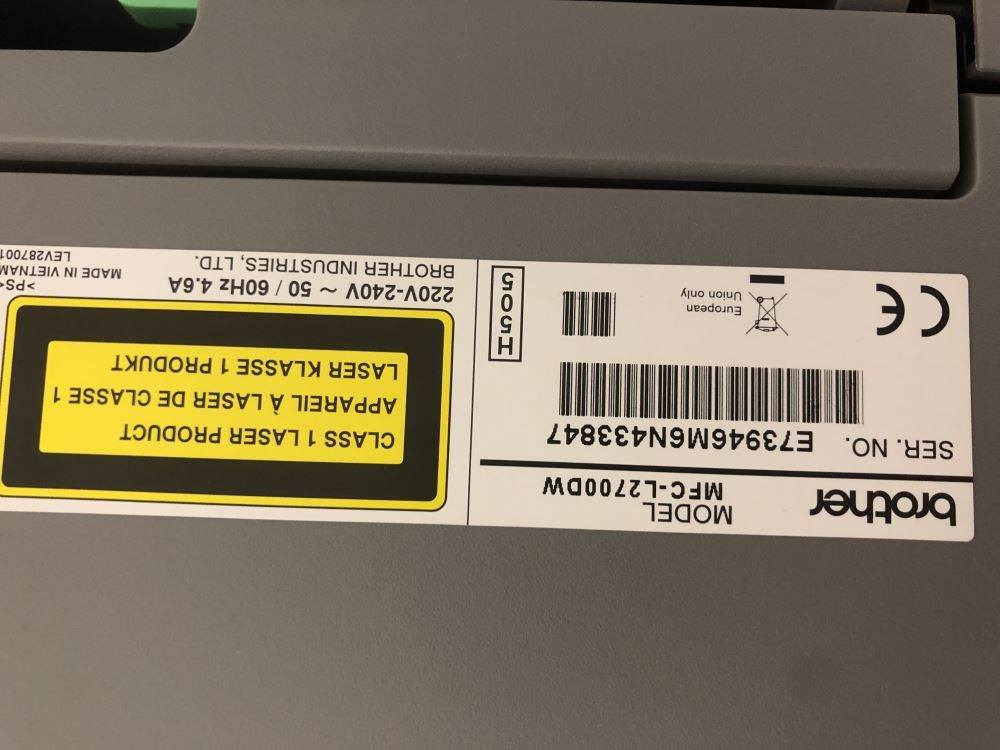 brother
MODEL
MFC-L2700DW
SER. NO. E73946M6N433847
European
Union only
H505
CLASS 1 LASER PRODUCT
APPAREIL À LASER DE CLASSE 1
LASER KLASSE 1 PRODUKT
220V-240V ~ 50 / 60Hz 4.6A
BROTHER INDUSTRIES, LTD.
>PS<
MADE IN VIETNAM
LEV287001
CE